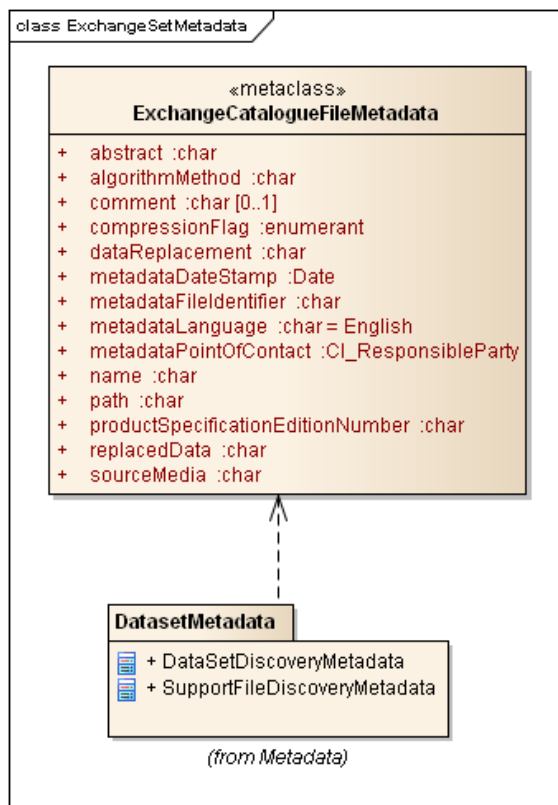 class ExchangeSetMetadata
«metaclass»
ExchangeCatalogueFileMetadata
+ abstract :char
+ algorithmMethod :char
+ comment :char [0..1]
+ compressionFlag :enumerant
+ dataReplacement :char
+ metadataDateStamp :Date
+ metadataFileIdentifier :char
+ metadataLanguage :char = English
+ metadataPointOfContact :CI_ResponsibleParty
+ name :char
+ path :char
+ productSpecificationEditionNumber :char
+ replacedData :char
+ sourceMedia :char
DatasetMetadata
+ DataSetDiscoveryMetadata
+ SupportFileDiscoveryMetadata
(from Metadata)